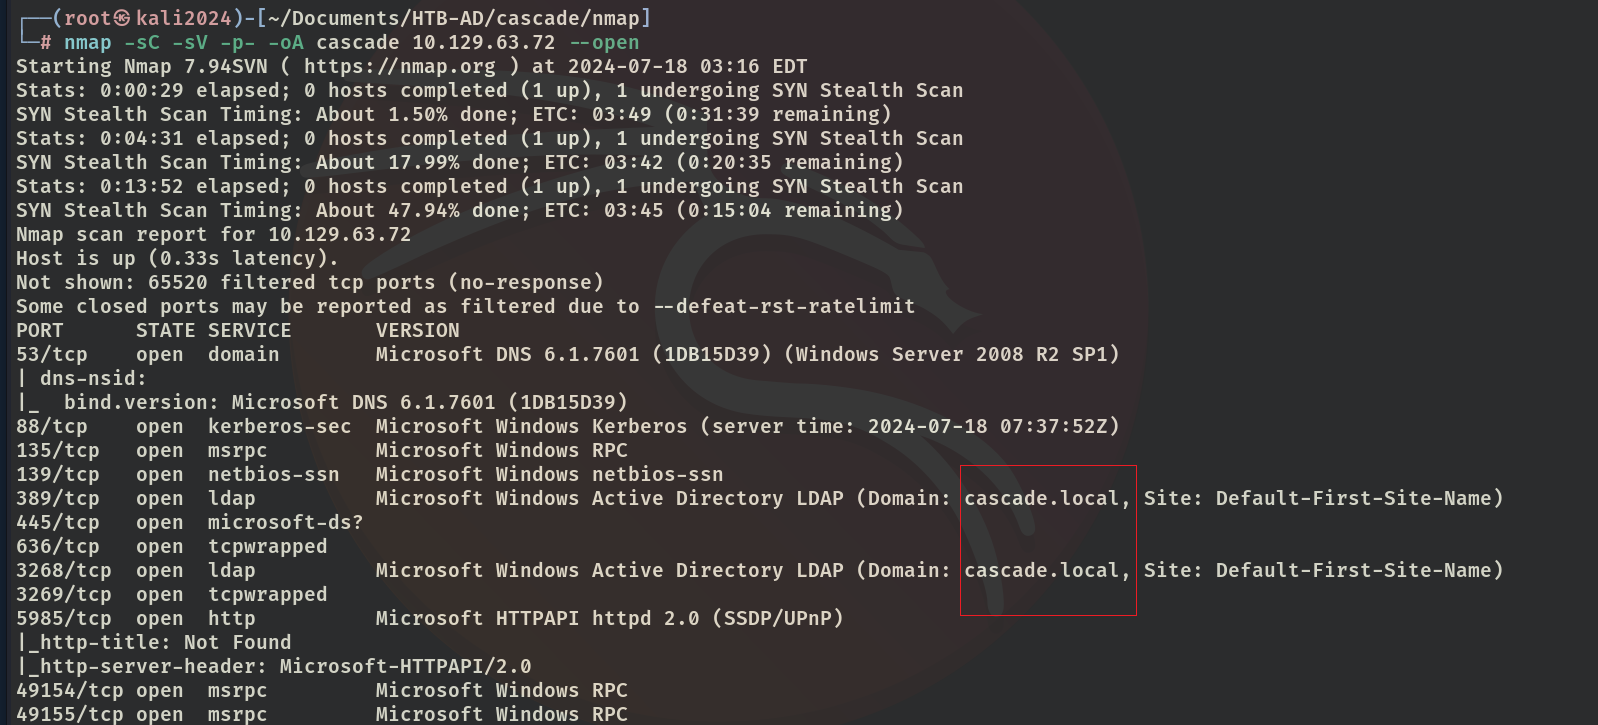 ┌──(root㉿kali2024)-[~/Documents/HTB-AD/cascade/nmap]
└─# nmap -sC -sV -p- -oA cascade 10.129.63.72 --open
Starting Nmap 7.94SVN ( https://nmap.org ) at 2024-07-18 03:16 EDT
Stats: 0:00:29 elapsed; 0 hosts completed (1 up), 1 undergoing SYN Stealth Scan
SYN Stealth Scan Timing: About 1.50% done; ETC: 03:49 (0:31:39 remaining)
Stats: 0:04:31 elapsed; 0 hosts completed (1 up), 1 undergoing SYN Stealth Scan
SYN Stealth Scan Timing: About 17.99% done; ETC: 03:42 (0:20:35 remaining)
Stats: 0:13:52 elapsed; 0 hosts completed (1 up), 1 undergoing SYN Stealth Scan
SYN Stealth Scan Timing: About 47.94% done; ETC: 03:45 (0:15:04 remaining)
Nmap scan report for 10.129.63.72
Host is up (0.33s latency).
Not shown: 65520 filtered tcp ports (no-response)
Some closed ports may be reported as filtered due to --defeat-rst-ratelimit
PORT      STATE SERVICE       VERSION
53/tcp    open  domain        Microsoft DNS 6.1.7601 (1DB15D39) (Windows Server 2008 R2 SP1)
| dns-nsid:
|_  bind.version: Microsoft DNS 6.1.7601 (1DB15D39)
88/tcp    open  kerberos-sec  Microsoft Windows Kerberos (server time: 2024-07-18 07:37:52Z)
135/tcp   open  msrpc         Microsoft Windows RPC
139/tcp   open  netbios-ssn   Microsoft Windows netbios-ssn
389/tcp   open  ldap          Microsoft Windows Active Directory LDAP (Domain: cascade.local, Site: Default-First-Site-Name)
445/tcp   open  microsoft-ds?
636/tcp   open  tcpwrapped
3268/tcp  open  ldap          Microsoft Windows Active Directory LDAP (Domain: cascade.local, Site: Default-First-Site-Name)
3269/tcp  open  tcpwrapped
5985/tcp  open  http          Microsoft HTTPAPI httpd 2.0 (SSDP/UPnP)
|_http-title: Not Found
|_http-server-header: Microsoft-HTTPAPI/2.0
49154/tcp open  msrpc         Microsoft Windows RPC
49155/tcp open  msrpc         Microsoft Windows RPC